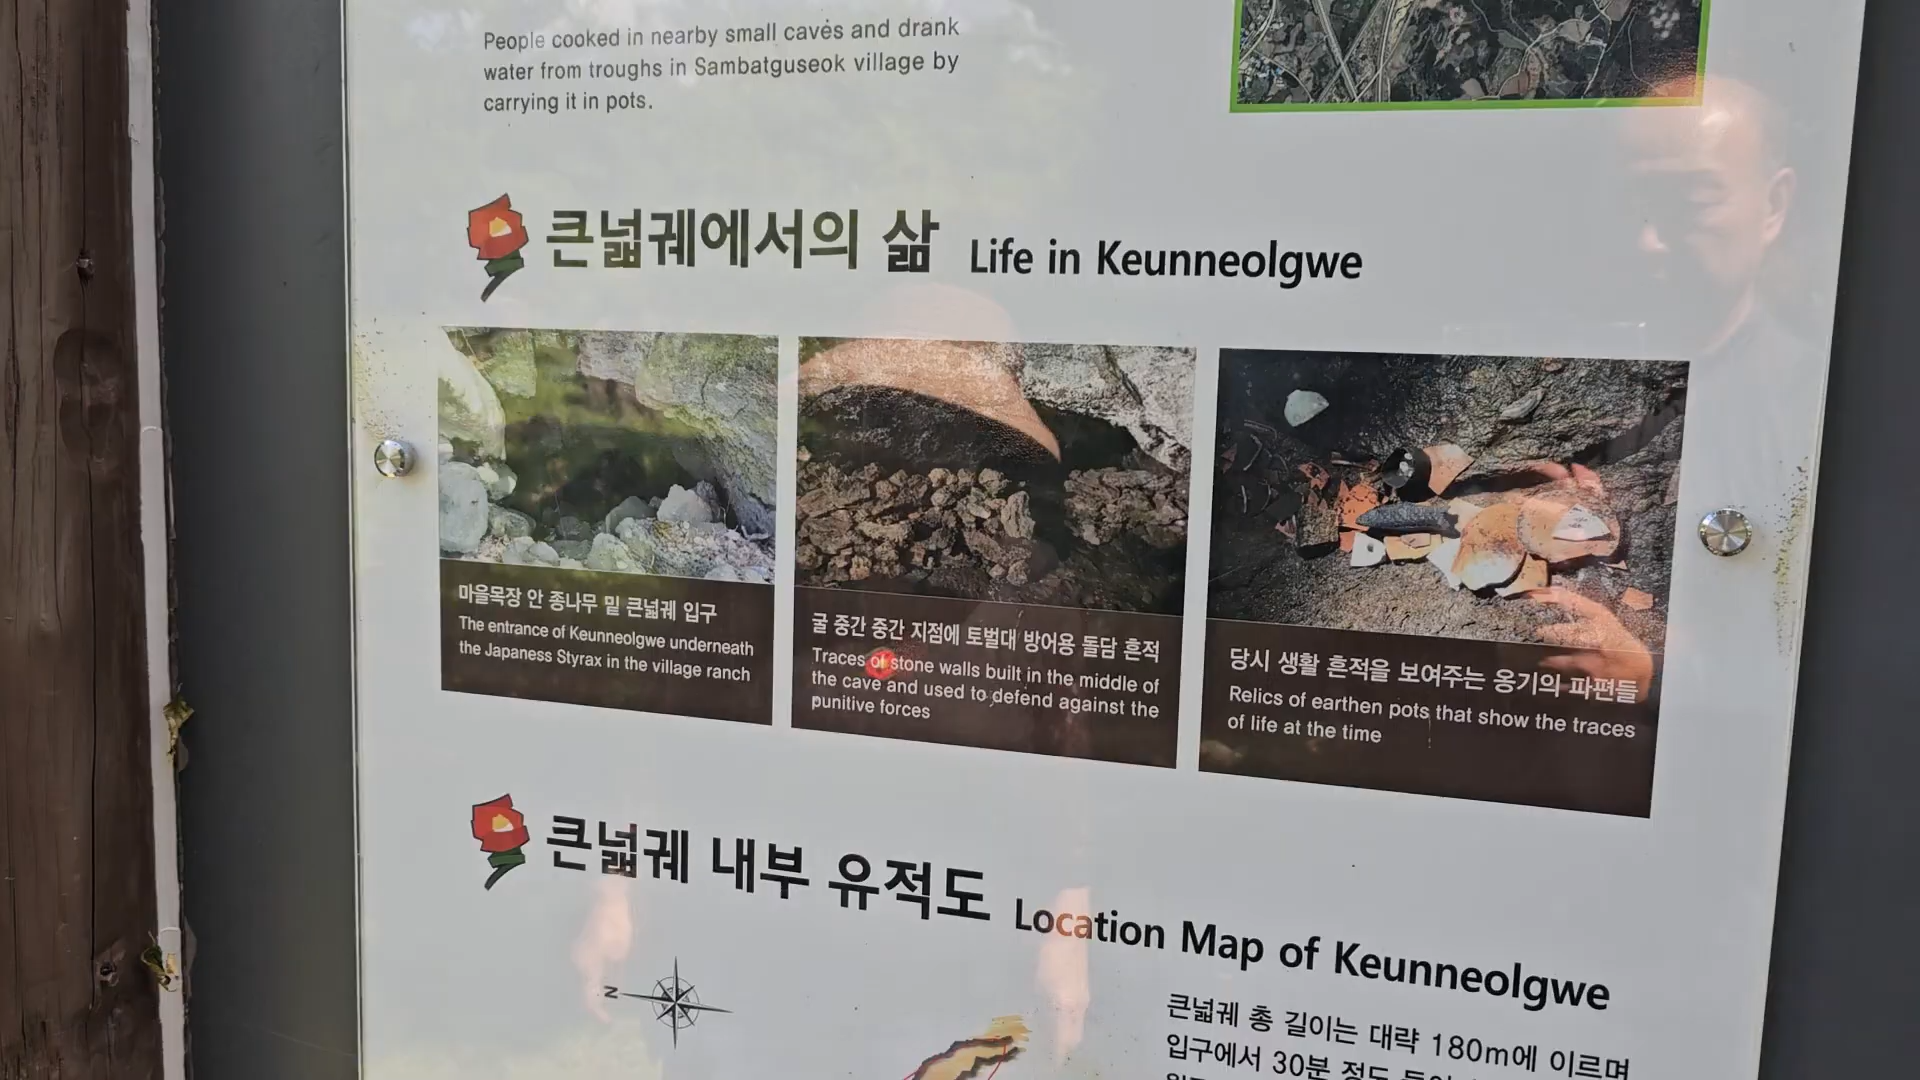 People cooked in nearby small caves and drank
water from troughs in Sambatguseok village by
carrying it in pots.
큰넓궤에서의 삶 Life in Keunneolgwe
마을목장 안 종나무 밑 큰넓궤 입구
The entrance of Keunneolgwe underneath
the Japaness Styrax in the village ranch
굴 중간 중간 지점에 토벌대 방어용 돌담 흔적
Traces of stone walls built in the middle of
the cave and used to defend against the
punitive forces
당시 생활 흔적을 보여주는 옹기의 파편들
Relics of earthen pots that show the traces
of life at the time
큰넓궤 내부 유적도 Location Map of Keunneolgwe
N
큰넓궤 총 길이는 대략 180m에 이르며
입구에서 30분 정도